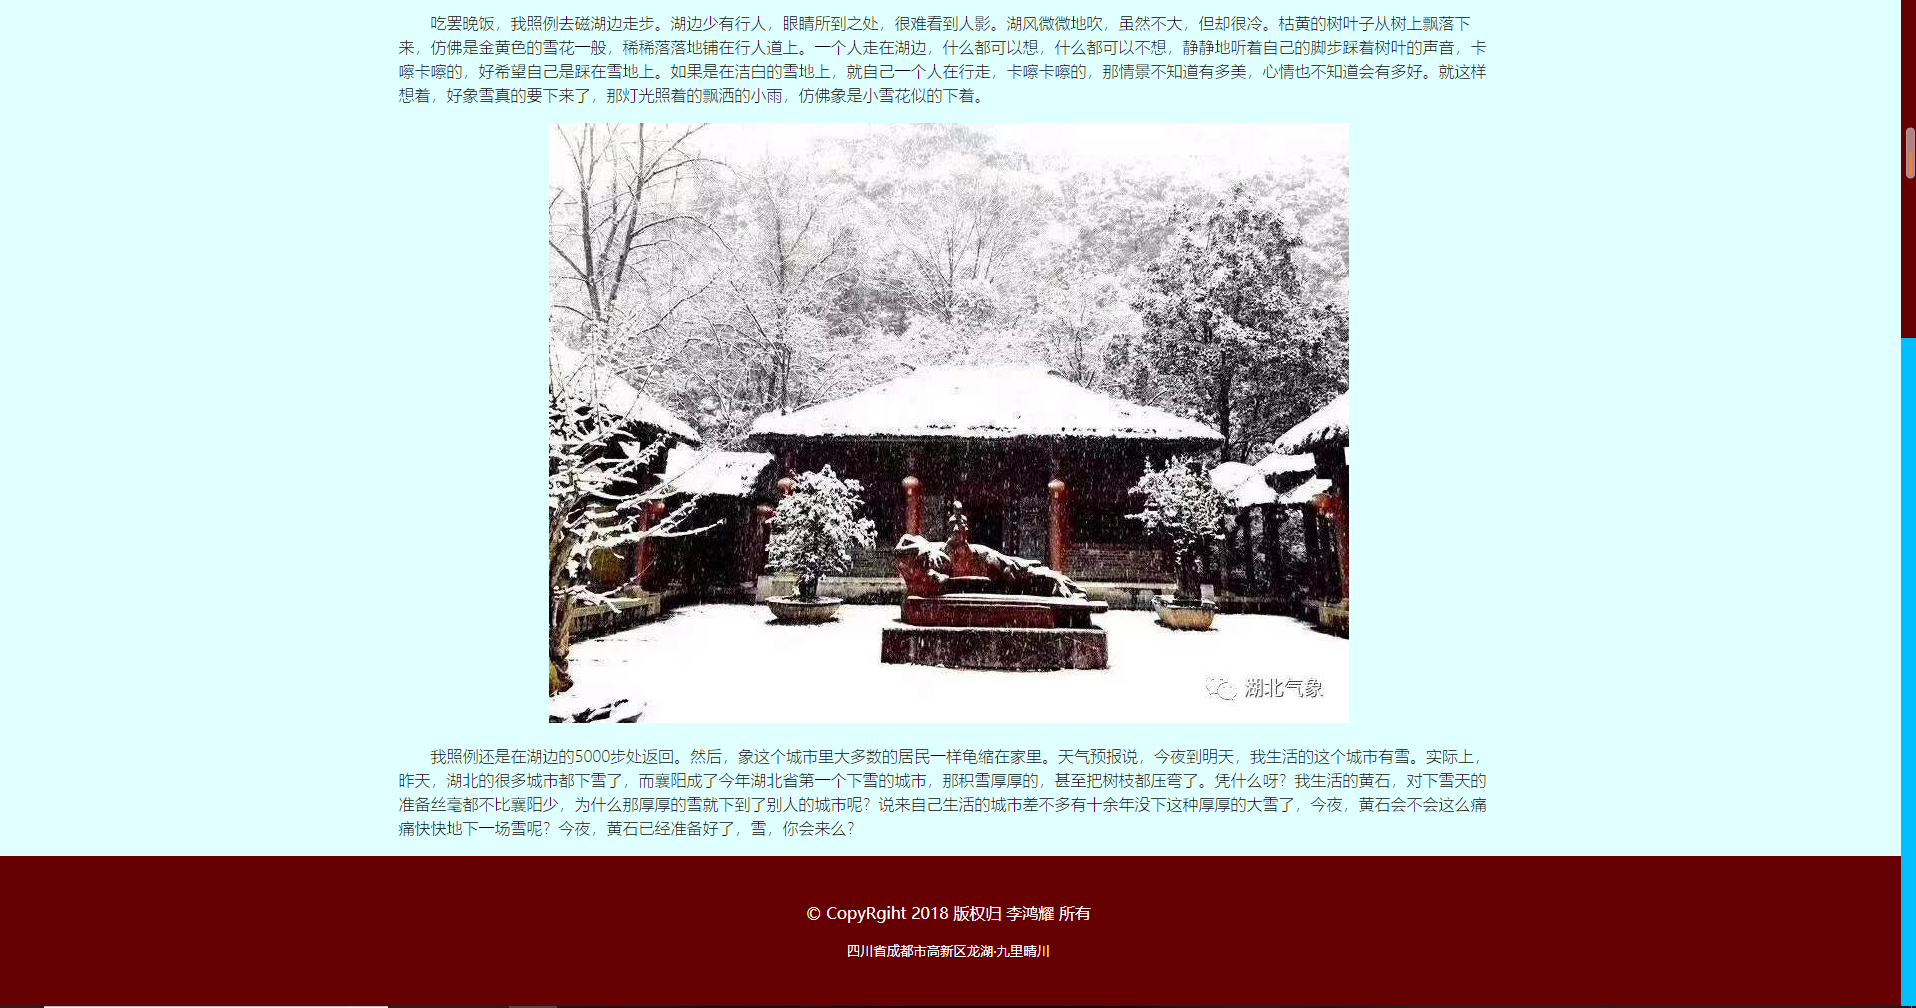 吃罢晚饭，我照例去磁湖边走步。湖边少有行人，眼睛所到之处，很难看到人影。湖风微微地吹，虽然不大，但却很冷。枯黄的树叶子从树上飘落下
来，仿佛是金黄色的雪花一般，稀稀落落地铺在行人道上。一个人走在湖边，什么都可以想，什么都可以不想，静静地听着自己的脚步踩着树叶的声音，卡
嚓卡嚓的，好希望自己是踩在雪地上。如果是在洁白的雪地上，就自己一个人在行走，卡嚓卡嚓的，那情景不知道有多美，心情也不知道会有多好。就这样
想着，好象雪真的要下来了，那灯光照着的飘洒的小雨，仿佛象是小雪花似的下着。
湖北气象
我照例还是在湖边的5000步处返回。然后，象这个城市里大多数的居民一样龟缩在家里。天气预报说，今夜到明天，我生活的这个城市有雪。实际上，
昨天，湖北的很多城市都下雪了，而襄阳成了今年湖北省第一个下雪的城市，那积雪厚厚的，甚至把树枝都压弯了。凭什么呀？我生活的黄石，对下雪天的
准备丝毫都不比襄阳少，为什么那厚厚的雪就下到了别人的城市呢？说来自己生活的城市差不多有十余年没下这种厚厚的大雪了，今夜，黄石会不会这么痛
痛快快地下一场雪呢？今夜，黄石已经准备好了，雪，你会来么？
© CopyRgiht 2018 版权归 李鸿耀 所有
四川省成都市高新区龙湖·九里晴川